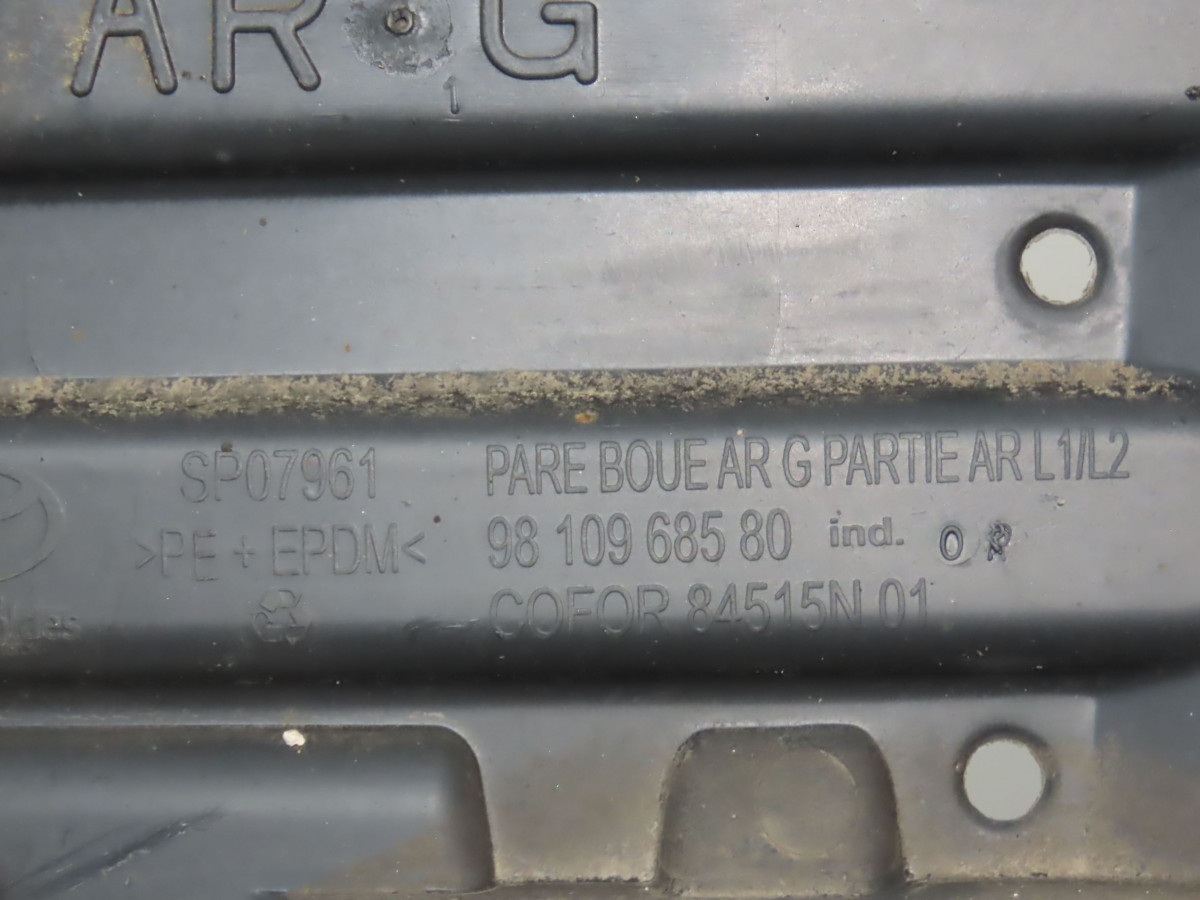 AR G
1
SP07961
PARE BOUE AR G PARTIE AR L1/L2
>PE + EPDM<
98 109 685 80 ind. 0
COFOR 84515N 01